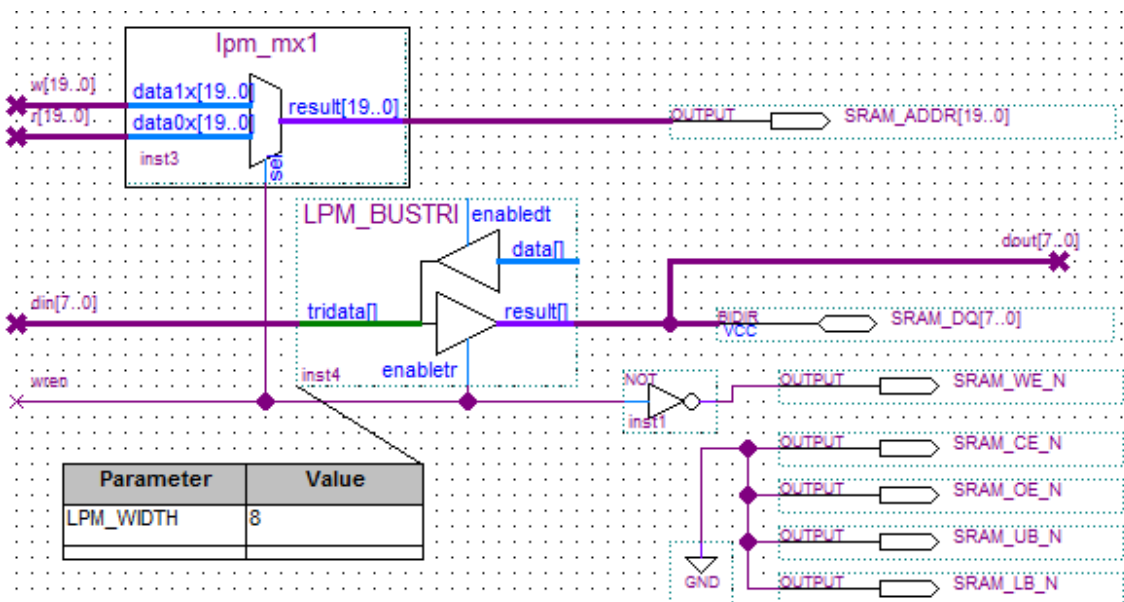 lpm_mx1
w[19..0]
data1x[19..0]
r[19..0]
data0x[19..0]
result[19..0]
inst3
sel
OUTPUT
SRAM_ADDR[19..0]
LPM_BUSTRI
enabledt
data[]
dout[7..0]
din[7..0]
tridata[]
result[]
BIDIR
VCC
SRAM_DQ[7..0]
inst4
enabletr
wren
NOT
inst1
OUTPUT
SRAM_WE_N
OUTPUT
SRAM_CE_N
OUTPUT
SRAM_OE_N
OUTPUT
SRAM_UB_N
OUTPUT
SRAM_LB_N
GND
Parameter Value
LPM_WIDTH 8